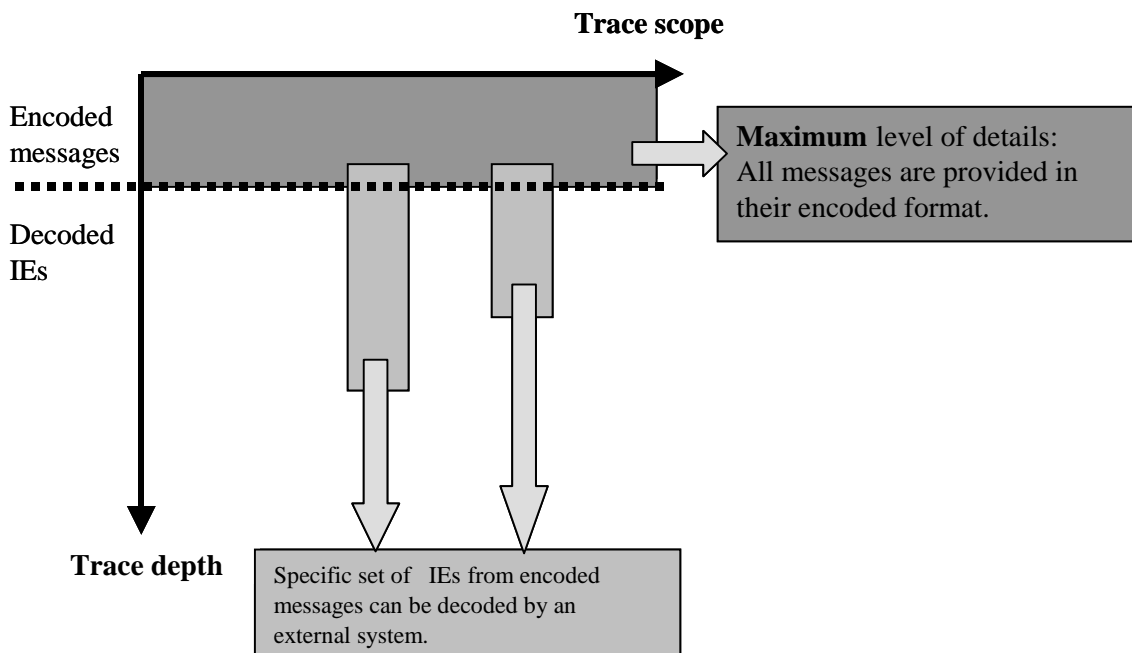 Trace scope
Encoded
messages
Maximum level of details:
All messages are provided in
their encoded format.
Decoded
IEs
Trace depth
Specific set of IEs from encoded
messages can be decoded by an
external system.